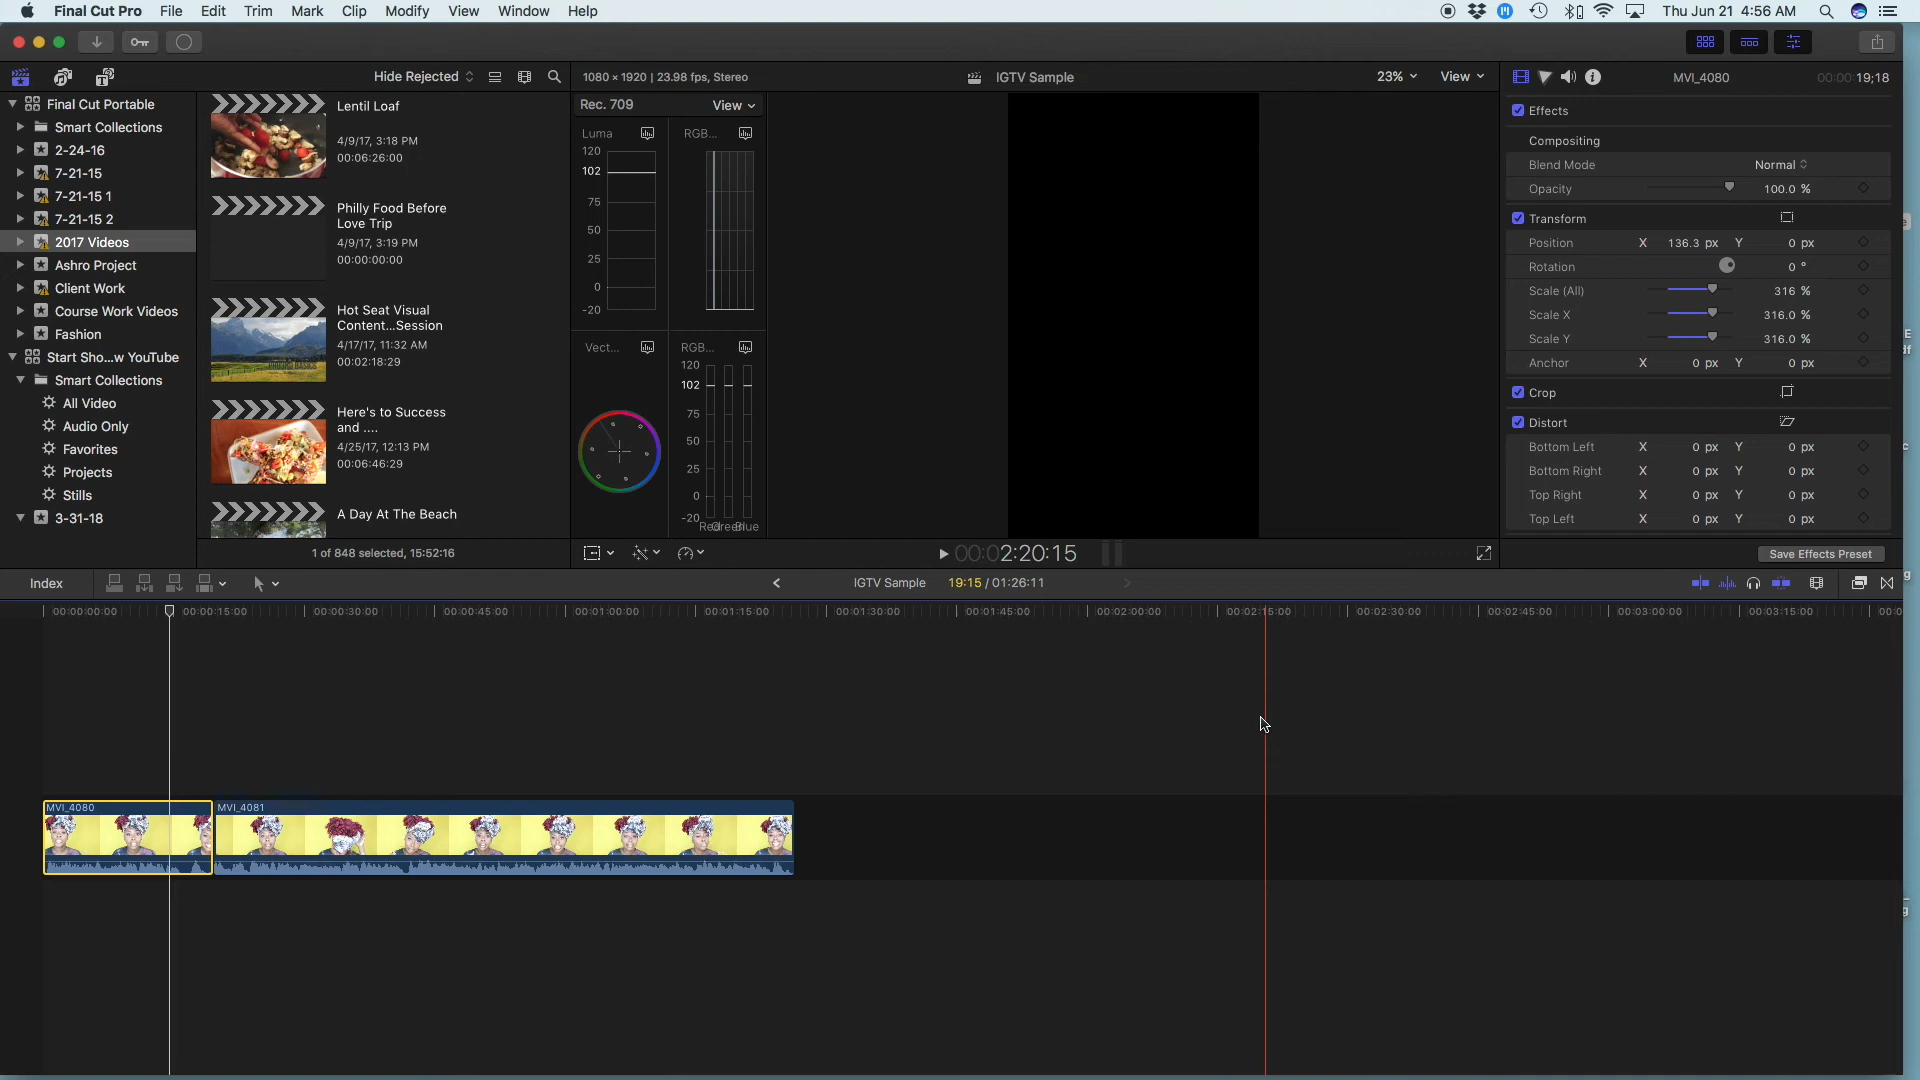 Final Cut Pro File Edit Trim Mark Clip Modify View Window Help Thu Jun 21 4:56 AM
Hide Rejected
1080 × 1920 | 23.98 fps, Stereo
IGTV Sample
23%
View
MVI_4080
00:00:19;18
Final Cut Portable
Smart Collections
2-24-16
7-21-15
7-21-15 1
7-21-15 2
2017 Videos
Ashro Project
Client Work
Course Work Videos
Fashion
Start Sho...w YouTube
Smart Collections
All Video
Audio Only
Favorites
Projects
Stills
3-31-18
Lentil Loaf
4/9/17, 3:18 PM
00:06:26:00
Philly Food Before
Love Trip
4/9/17, 3:19 PM
00:00:00:00
Hot Seat Visual
Content...Session
4/17/17, 11:32 AM
00:02:18:29
Here's to Success
and ....
4/25/17, 12:13 PM
00:06:46:29
A Day At The Beach
1 of 848 selected, 15:52:16
Rec. 709
View
Luma
120
102
75
50
25
0
-20
RGB...
Vect...
RGB...
120
102
75
50
25
0
-20
Red
Green
Blue
00:02:20:15
Effects
Compositing
Blend Mode Normal
Opacity 100.0 %
Transform
Position X 136.3 px Y 0 px
Rotation 0 °
Scale (All) 316 %
Scale X 316.0 %
Scale Y 316.0 %
Anchor X 0 px Y 0 px
Crop
Distort
Bottom Left X 0 px Y 0 px
Bottom Right X 0 px Y 0 px
Top Right X 0 px Y 0 px
Top Left X 0 px Y 0 px
Save Effects Preset
Index
IGTV Sample 19:15 / 01:26:11
00:00:00:00 00:00:15:00 00:00:30:00 00:00:45:00 00:01:00:00 00:01:15:00 00:01:30:00 00:01:45:00 00:02:00:00 00:02:15:00 00:02:30:00 00:02:45:00 00:03:00:00 00:03:15:00
MVI_4080
MVI_4081